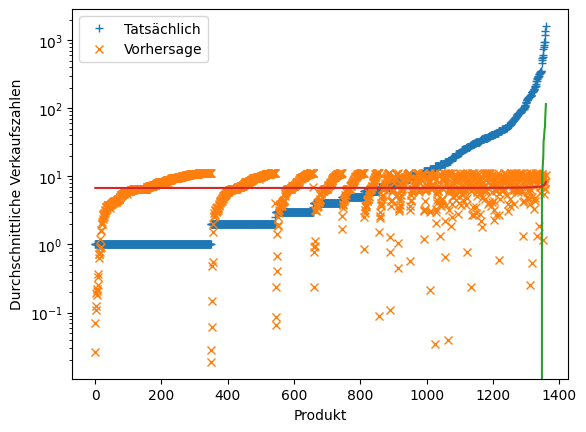 Tatsächlich
Vorhersage
Durchschnittliche Verkaufszahlen
10³
10²
10¹
10⁰
10⁻¹
0 200 400 600 800 1000 1200 1400
Produkt